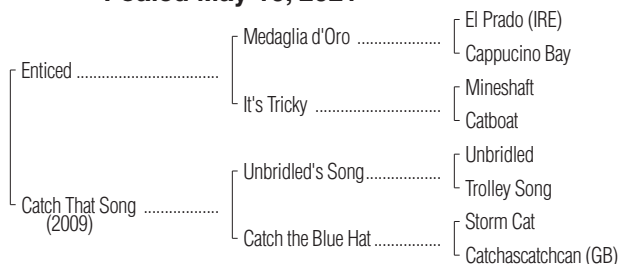 Foaled May 15, 2021
El Prado (IRE)
Medaglia d'Oro ....................
Cappucino Bay
Enticed ..................................
Mineshaft
It's Tricky ..........................
Catboat
Unbridled
Unbridled's Song..................
Trolley Song
Catch That Song ..................
(2009)
Storm Cat
Catch the Blue Hat...............
Catchascatchcan (GB)